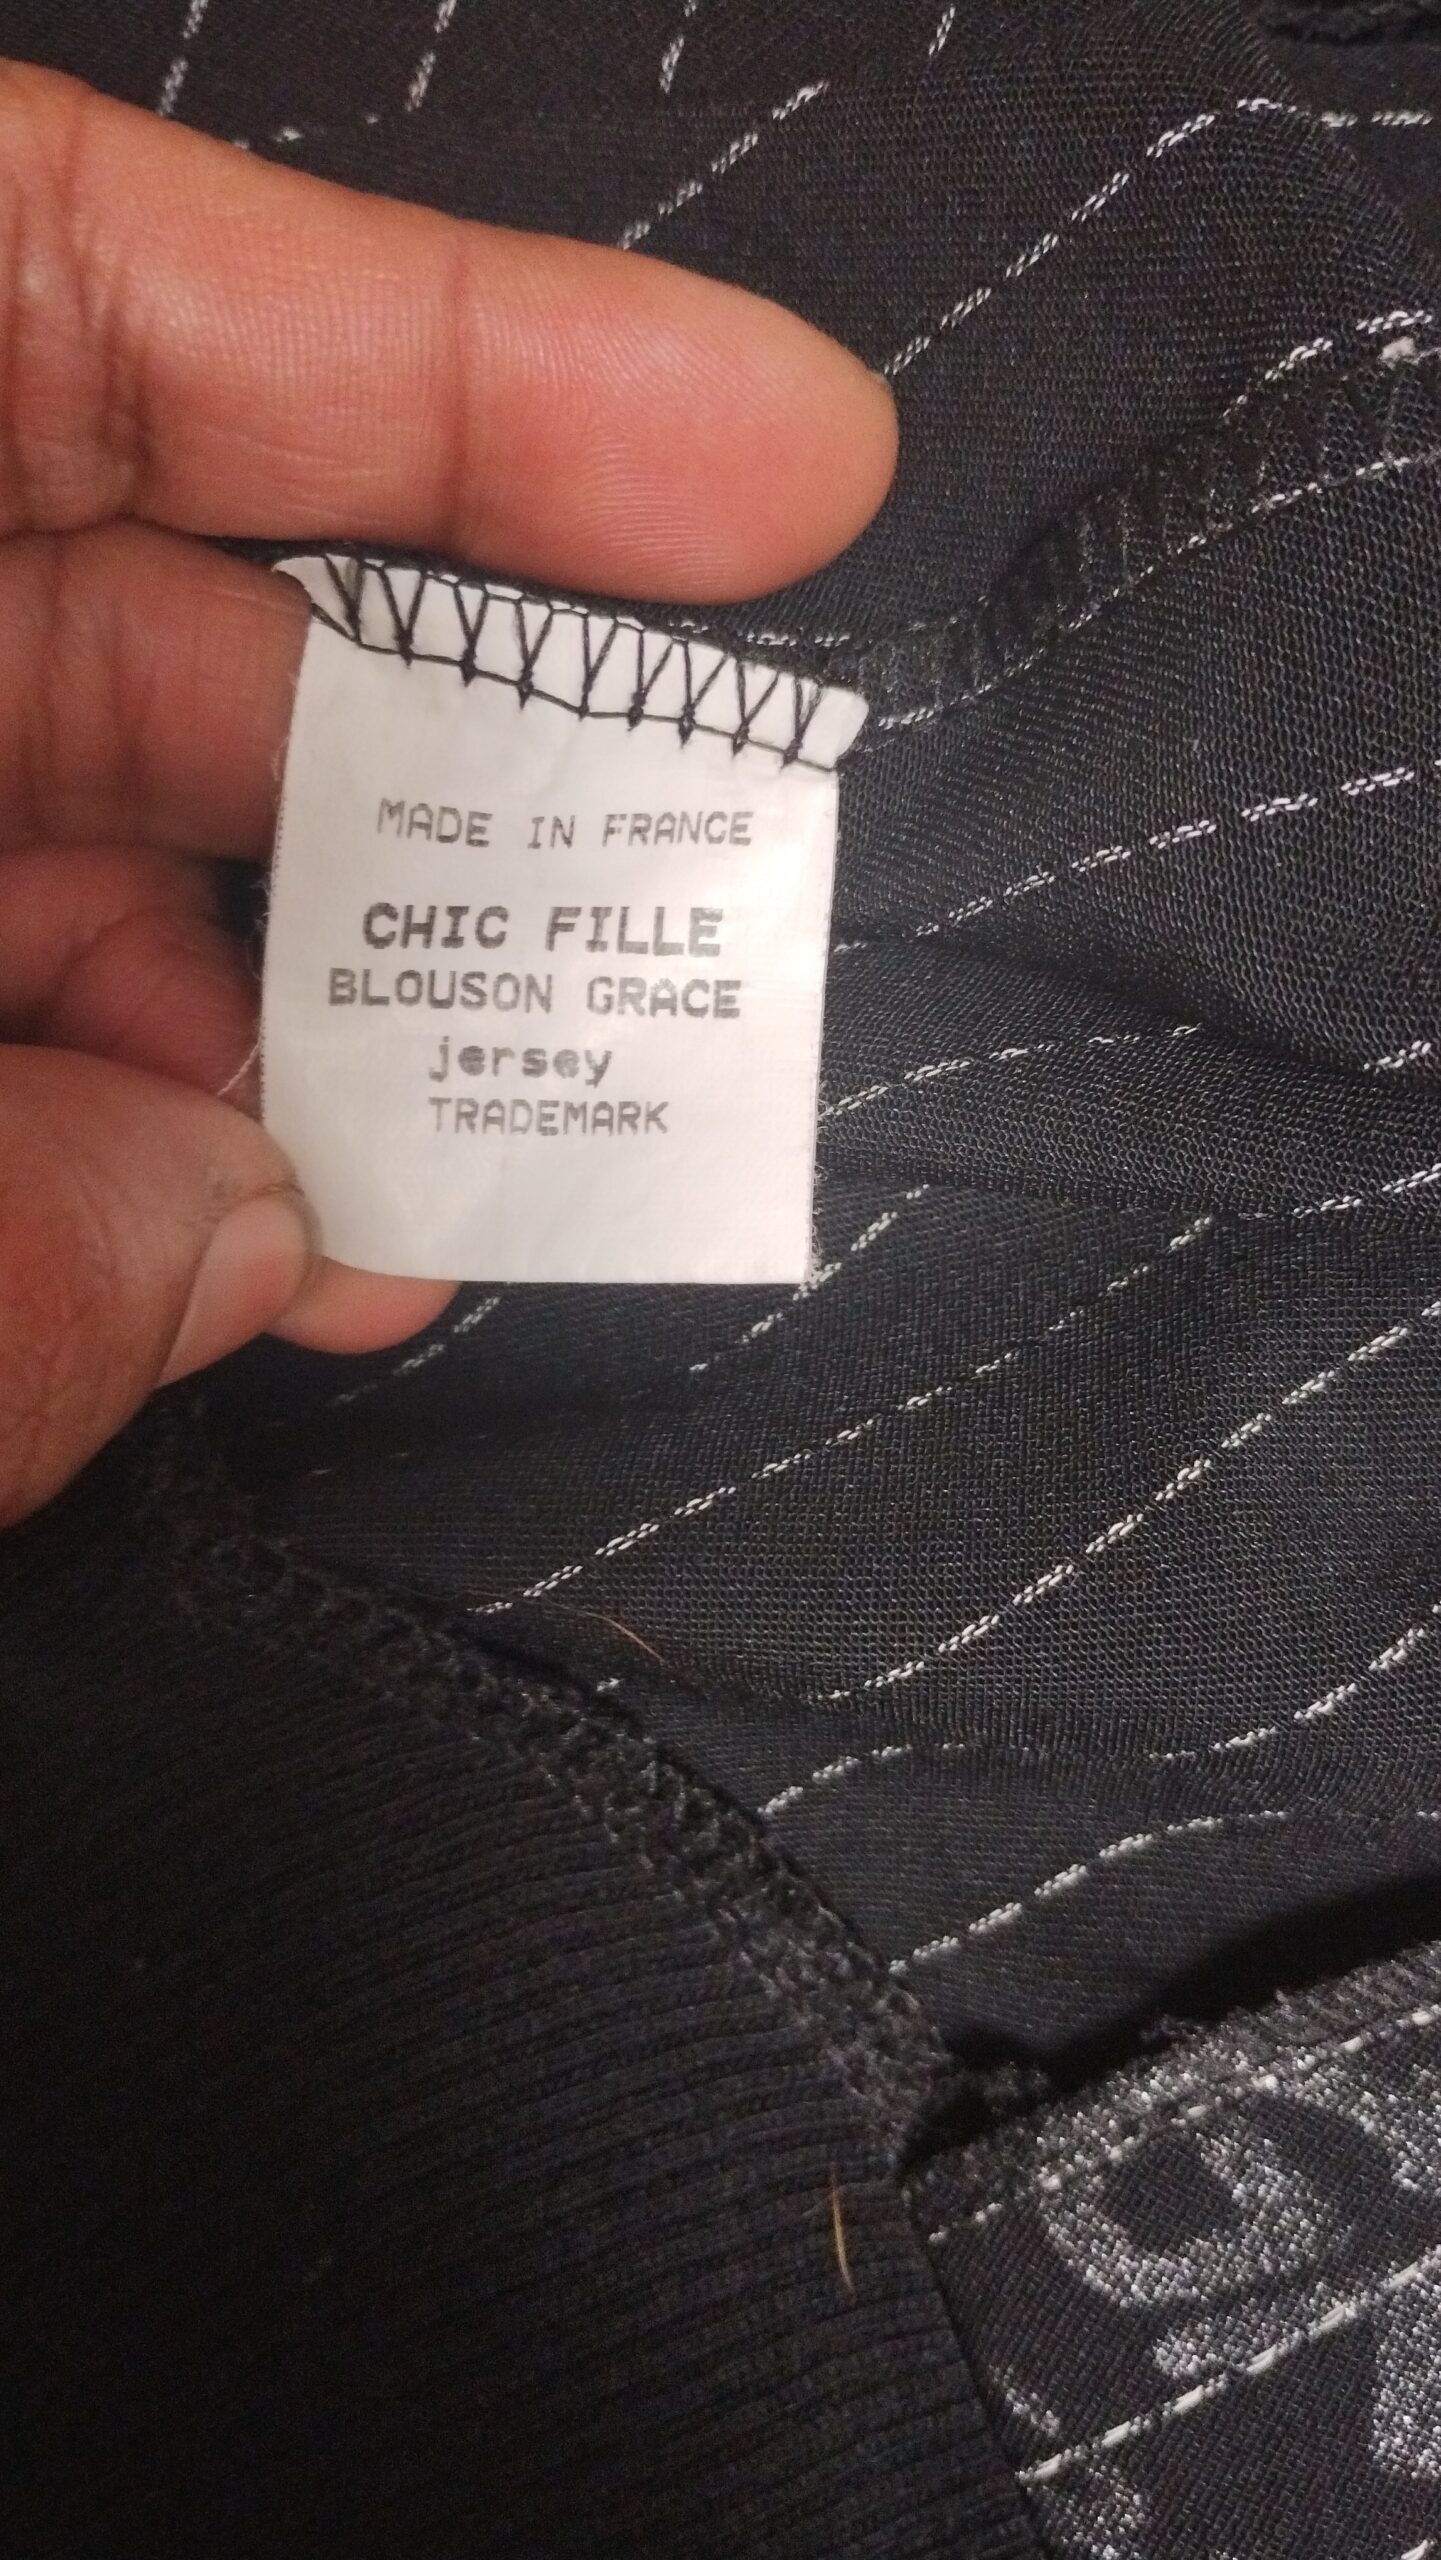 MADE IN FRANCE
CHIC FILLE
BLOUSON GRACE
jersey
TRADEMARK